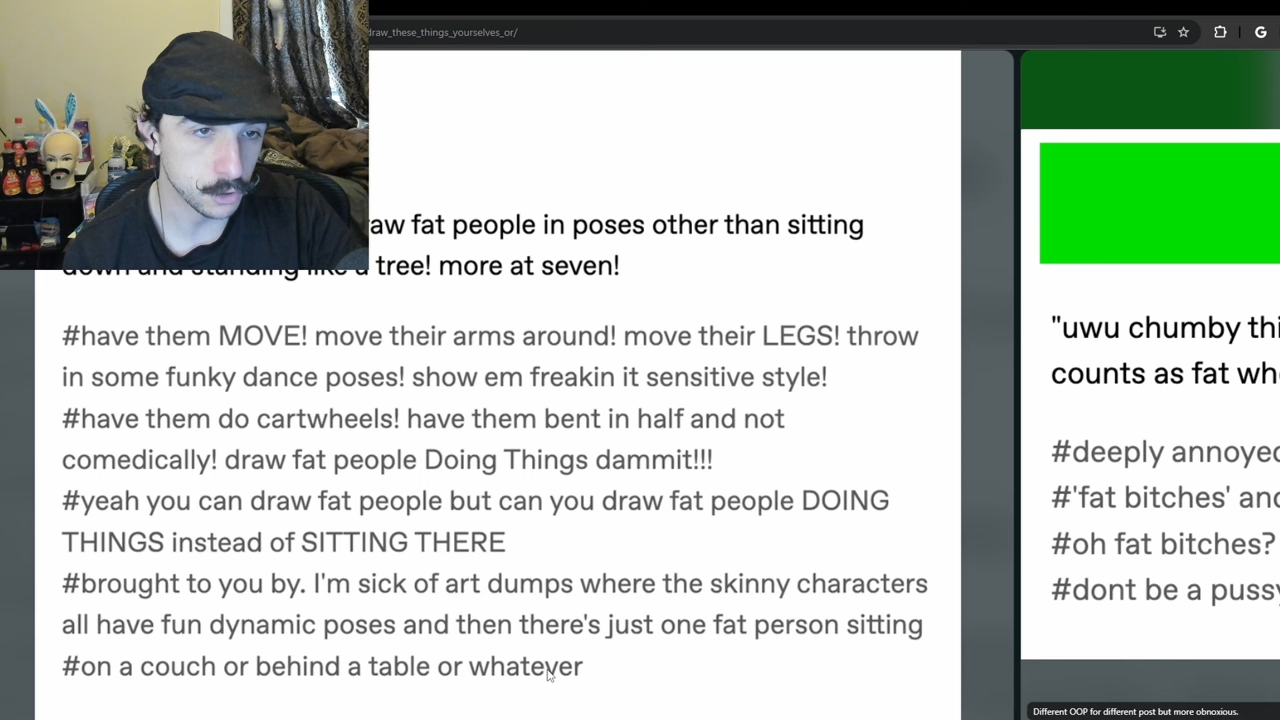 draw_these_things_yourselves_or/
raw fat people in poses other than sitting
down and standing like a tree! more at seven!
#have them MOVE! move their arms around! move their LEGS! throw
in some funky dance poses! show em freakin it sensitive style!
#have them do cartwheels! have them bent in half and not
comedically! draw fat people Doing Things dammit!!!
#yeah you can draw fat people but can you draw fat people DOING
THINGS instead of SITTING THERE
#brought to you by. I'm sick of art dumps where the skinny characters
all have fun dynamic poses and then there's just one fat person sitting
#on a couch or behind a table or whatever
"uwu chumby thi
counts as fat wh
#deeply annoyed
#'fat bitches' and
#oh fat bitches?
#dont be a pussy
Different OOP for different post but more obnoxious.